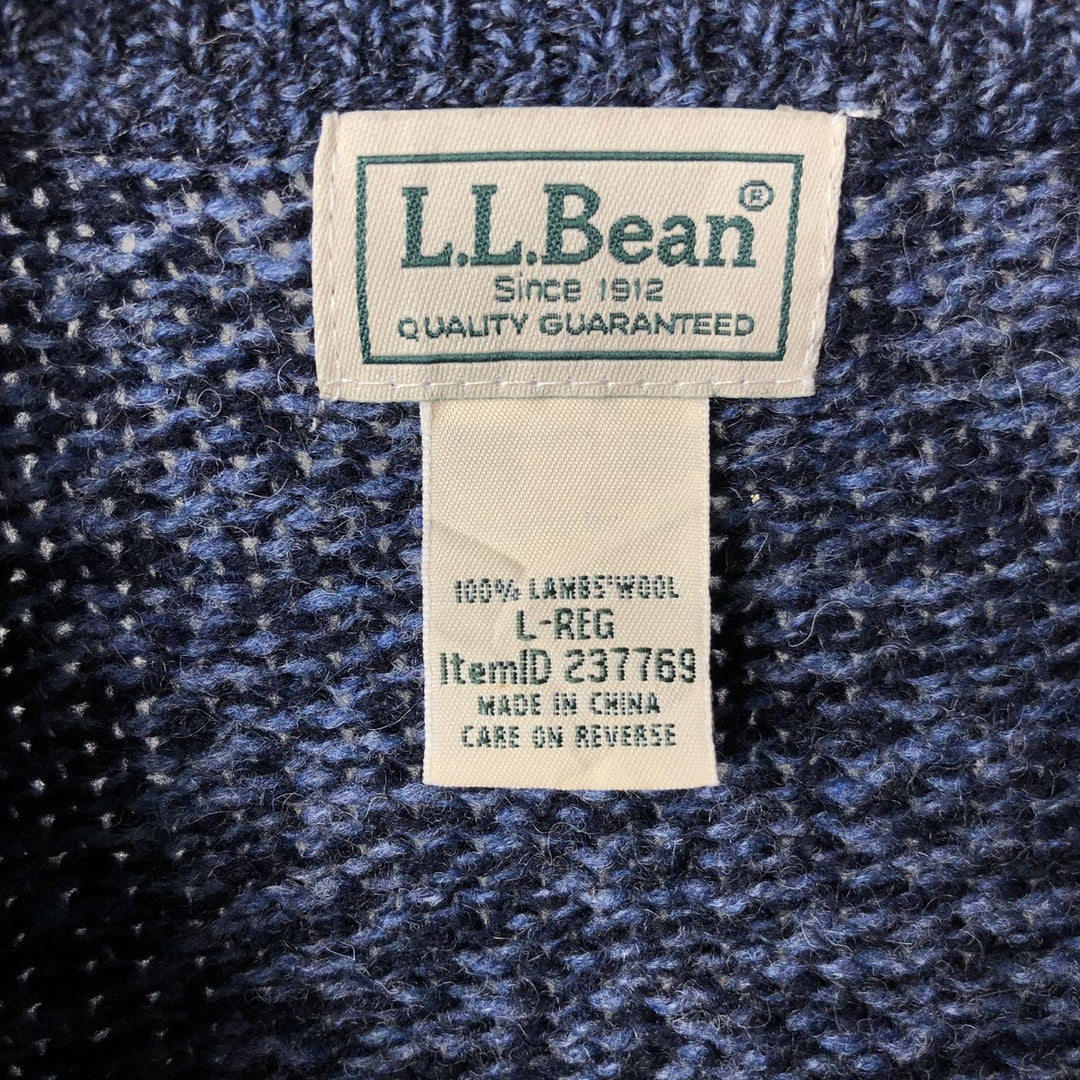 L.L.Bean®
Since 1912
QUALITY GUARANTEED
100% LAMBS'WOOL
L-REG
ItemID 237769
MADE IN CHINA
CARE ON REVERSE